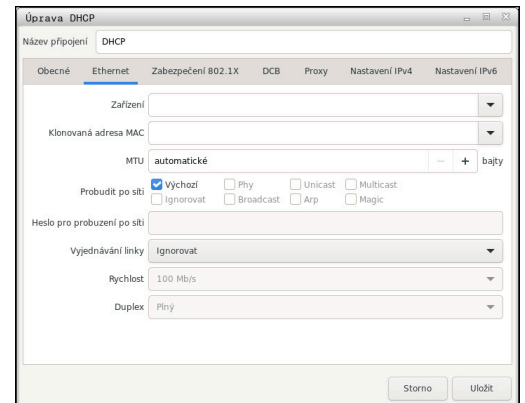 Úprava DHCP
Název připojení DHCP
Obecné Ethernet Zabezpečení 802.1X DCB Proxy Nastavení IPv4 Nastavení IPv6
Zařízení
Klonovaná adresa MAC
MTU automatické − + bajty
Probudit po síti Výchozí Phy Unicast Multicast
Ignorovat Broadcast Arp Magic
Heslo pro probuzení po síti
Vyjednávání linky Ignorovat
Rychlost 100 Mb/s
Duplex Plný
Storno Uložit